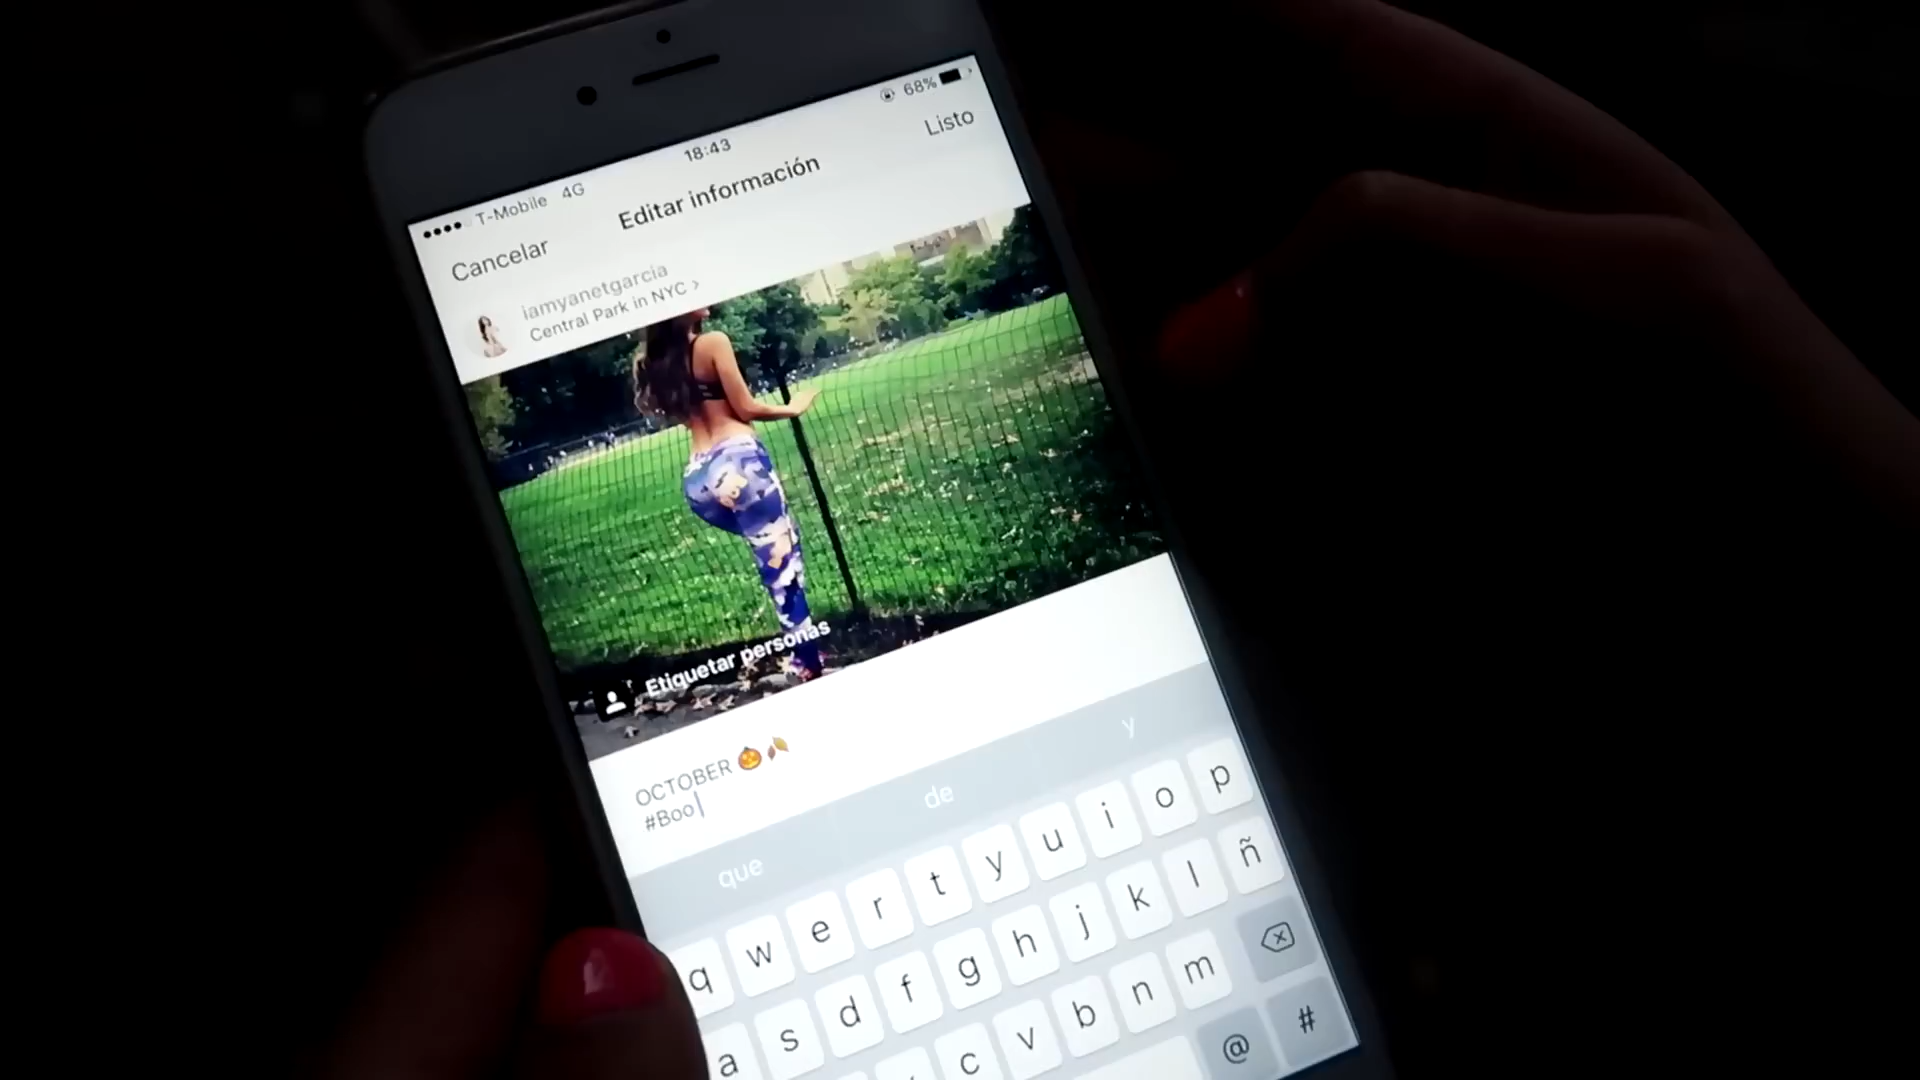 T-Mobile 4G 18:43 68%
Cancelar Editar información Listo
iamyanetgarcia
Central Park in NYC >
Etiquetar personas
OCTOBER 🎃🍂
#Boo
que de y
q w e r t y u i o p
a s d f g h j k l ñ
c v b n m
@ #